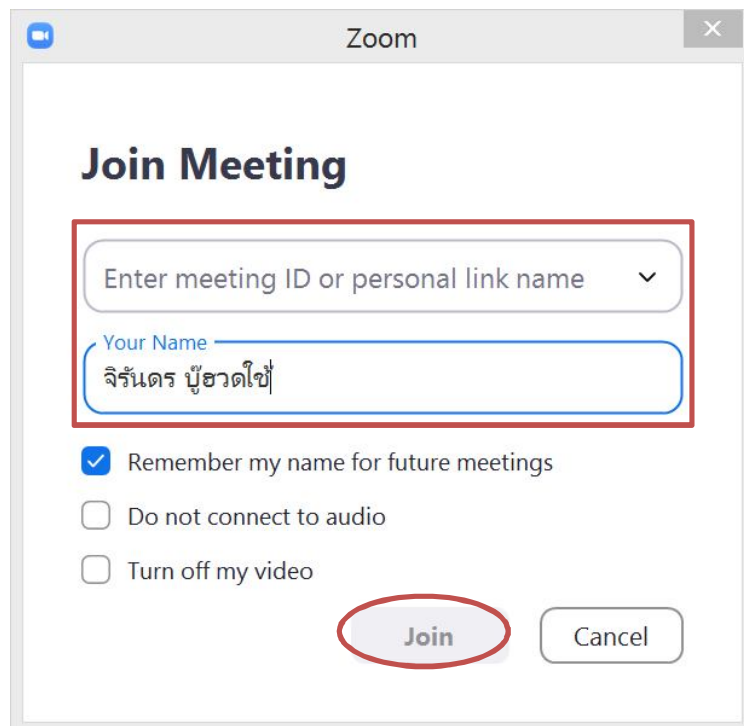 Zoom
Join Meeting
Enter meeting ID or personal link name
Your Name
จิรันดร บู๊ฮวดใช้
Remember my name for future meetings
Do not connect to audio
Turn off my video
Join
Cancel